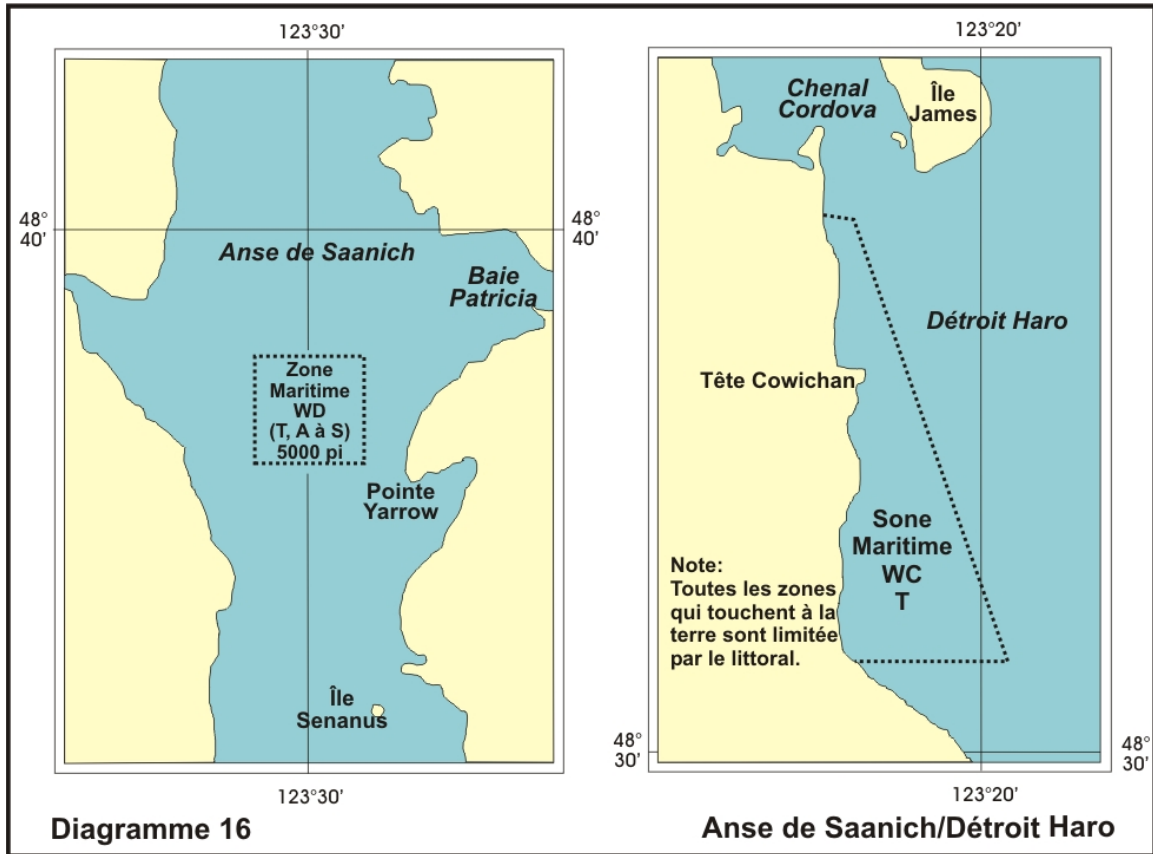 123°30’
48°
40’
48°
40’
Anse de Saanich
Baie
Patricia
Zone
Maritime
WD
(T, A à S)
5000 pi
Pointe
Yarrow
Île
Senanus
123°30’
Diagramme 16
123°20’
Chenal
Cordova
Île
James
Détroit Haro
Tête Cowichan
Sone
Maritime
WC
T
Note:
Toutes les zones
qui touchent à la
terre sont limitée
par le littoral.
48°
30’
48°
30’
123°20’
Anse de Saanich/Détroit Haro